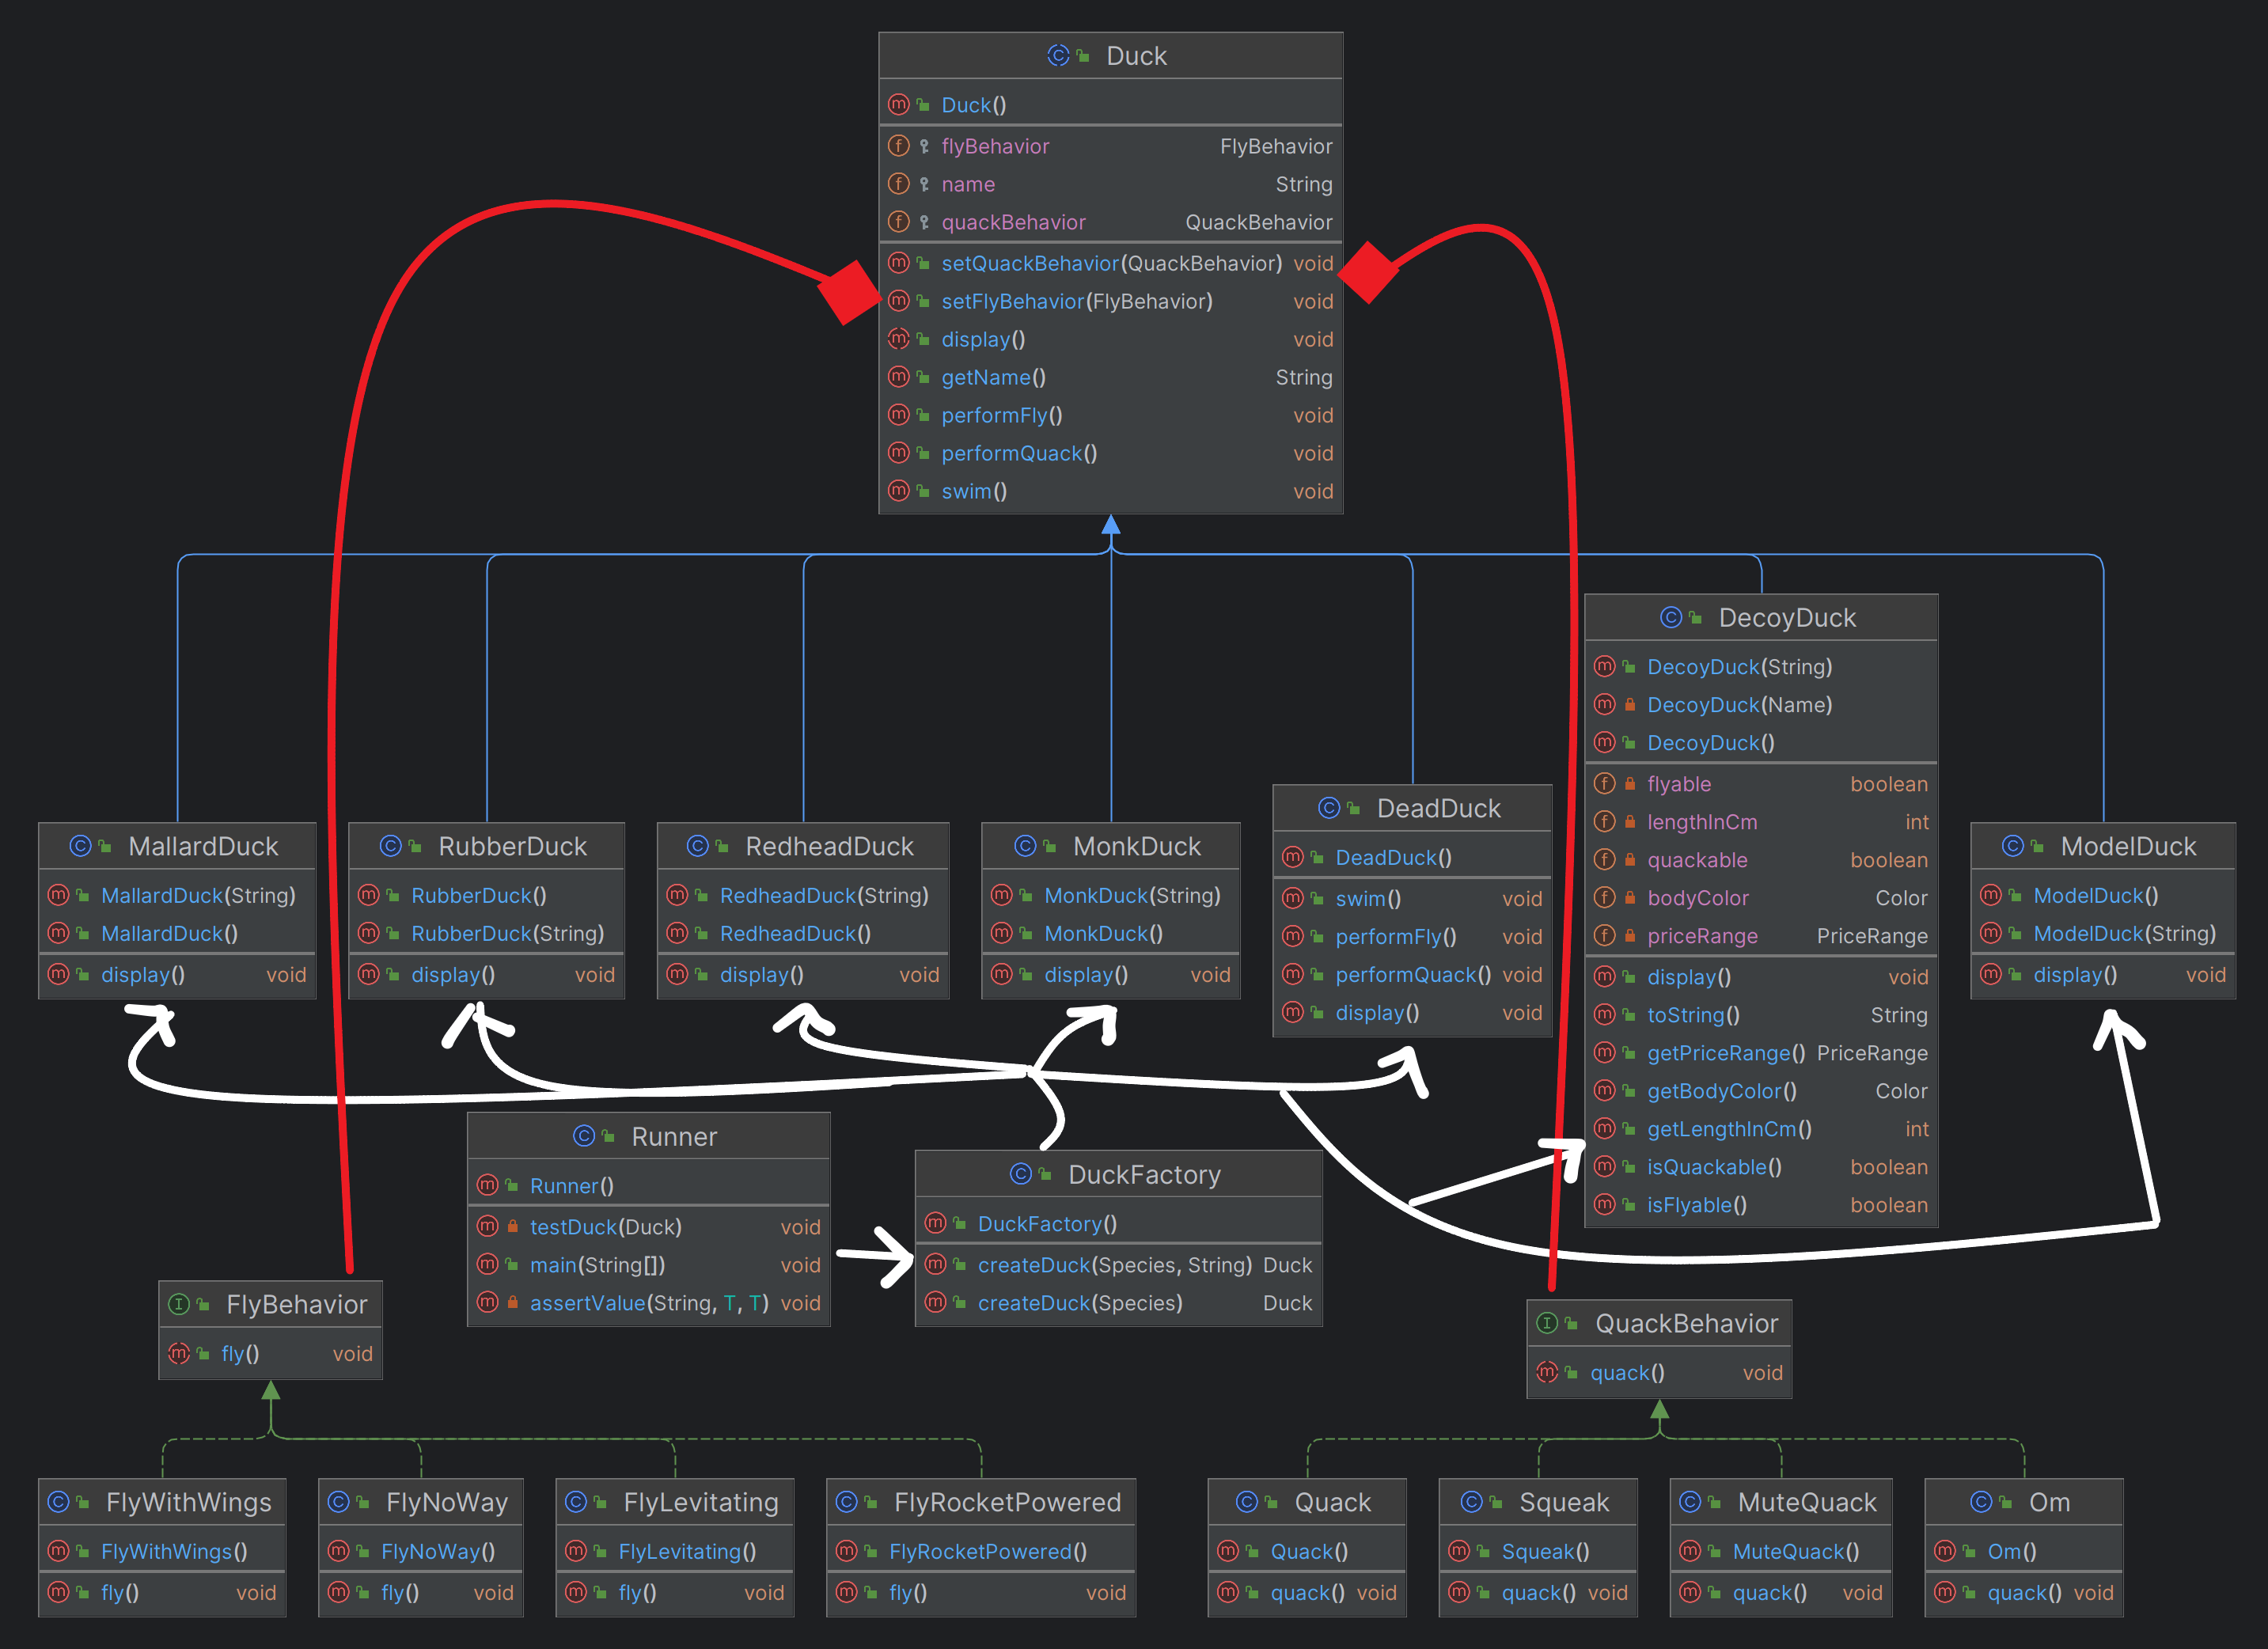 Duck
Duck()
flyBehavior FlyBehavior
name String
quackBehavior QuackBehavior
setQuackBehavior(QuackBehavior) void
setFlyBehavior(FlyBehavior) void
display() void
getName() String
performFly() void
performQuack() void
swim() void
MallardDuck
MallardDuck(String)
MallardDuck()
display() void
RubberDuck
RubberDuck()
RubberDuck(String)
display() void
RedheadDuck
RedheadDuck(String)
RedheadDuck()
display() void
MonkDuck
MonkDuck(String)
MonkDuck()
display() void
DeadDuck
DeadDuck()
swim() void
performFly() void
performQuack() void
display() void
DecoyDuck
DecoyDuck(String)
DecoyDuck(Name)
DecoyDuck()
flyable boolean
lengthInCm int
quackable boolean
bodyColor Color
priceRange PriceRange
display() void
toString() String
getPriceRange() PriceRange
getBodyColor() Color
getLengthInCm() int
isQuackable() boolean
isFlyable() boolean
ModelDuck
ModelDuck()
ModelDuck(String)
display() void
Runner
Runner()
testDuck(Duck) void
main(String[]) void
assertValue(String, T, T) void
DuckFactory
DuckFactory()
createDuck(Species, String) Duck
createDuck(Species) Duck
FlyBehavior
fly() void
QuackBehavior
quack() void
FlyWithWings
FlyWithWings()
fly() void
FlyNoWay
FlyNoWay()
fly() void
FlyLevitating
FlyLevitating()
fly() void
FlyRocketPowered
FlyRocketPowered()
fly() void
Quack
Quack()
quack() void
Squeak
Squeak()
quack() void
MuteQuack
MuteQuack()
quack() void
Om
Om()
quack() void